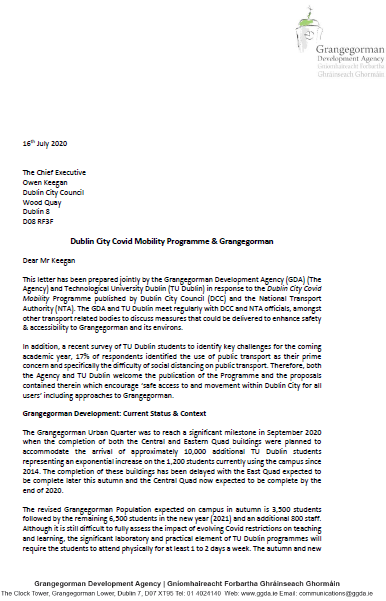 Grangegorman
Development Agency
Gníomhaireacht Forbartha
Ghráinseach Ghormáin
16th July 2020
The Chief Executive
Owen Keegan
Dublin City Council
Wood Quay
Dublin 8
D08 RF3F
Dublin City Covid Mobility Programme & Grangegorman
Dear Mr Keegan
This letter has been prepared jointly by the Grangegorman Development Agency (GDA) (The
Agency) and Technological University Dublin (TU Dublin) in response to the Dublin City Covid
Mobility Programme published by Dublin City Council (DCC) and the National Transport
Authority (NTA). The GDA and TU Dublin meet regularly with DCC and NTA officials, amongst
other transport related bodies to discuss measures that could be delivered to enhance safety
& accessibility to Grangegorman and its environs.
In addition, a recent survey of TU Dublin students to identify key challenges for the coming
academic year, 17% of respondents identified the use of public transport as their prime
concern and specifically the difficulty of social distancing on public transport. Therefore, both
the Agency and TU Dublin welcome the publication of the Programme and the proposals
contained therein which encourage 'safe access to and movement within Dublin City for all
users' including approaches to Grangegorman.
Grangegorman Development: Current Status & Context
The Grangegorman Urban Quarter was to reach a significant milestone in September 2020
when the completion of both the Central and Eastern Quad buildings were planned to
accommodate the arrival of approximately 10,000 additional TU Dublin students
representing an exponential increase on the 1,200 students currently using the campus since
2014. The completion of these buildings has been delayed with the East Quad expecting to
be complete later this autumn and the Central Quad now expected to be complete by the
end of 2020.
The revised Grangegorman Population expected on campus in autumn is 3,500 students
followed by the remaining 6,500 students in the new year (2021) and an additional 800 staff.
Although it is still difficult to fully assess the impact of evolving Covid restrictions on teaching
and learning, the significant laboratory and practical element of TU Dublin programmes will
require the students to attend physically for at least 1 to 2 days a week. The autumn and new
Grangegorman Development Agency | Gníomhaireacht Forbartha Ghráinseach Ghormáin
The Clock Tower, Grangegorman Lower, Dublin 7, D07 XT95 Tel: 01 4024140 Web: www.ggda.ie Email: communications@ggda.ie